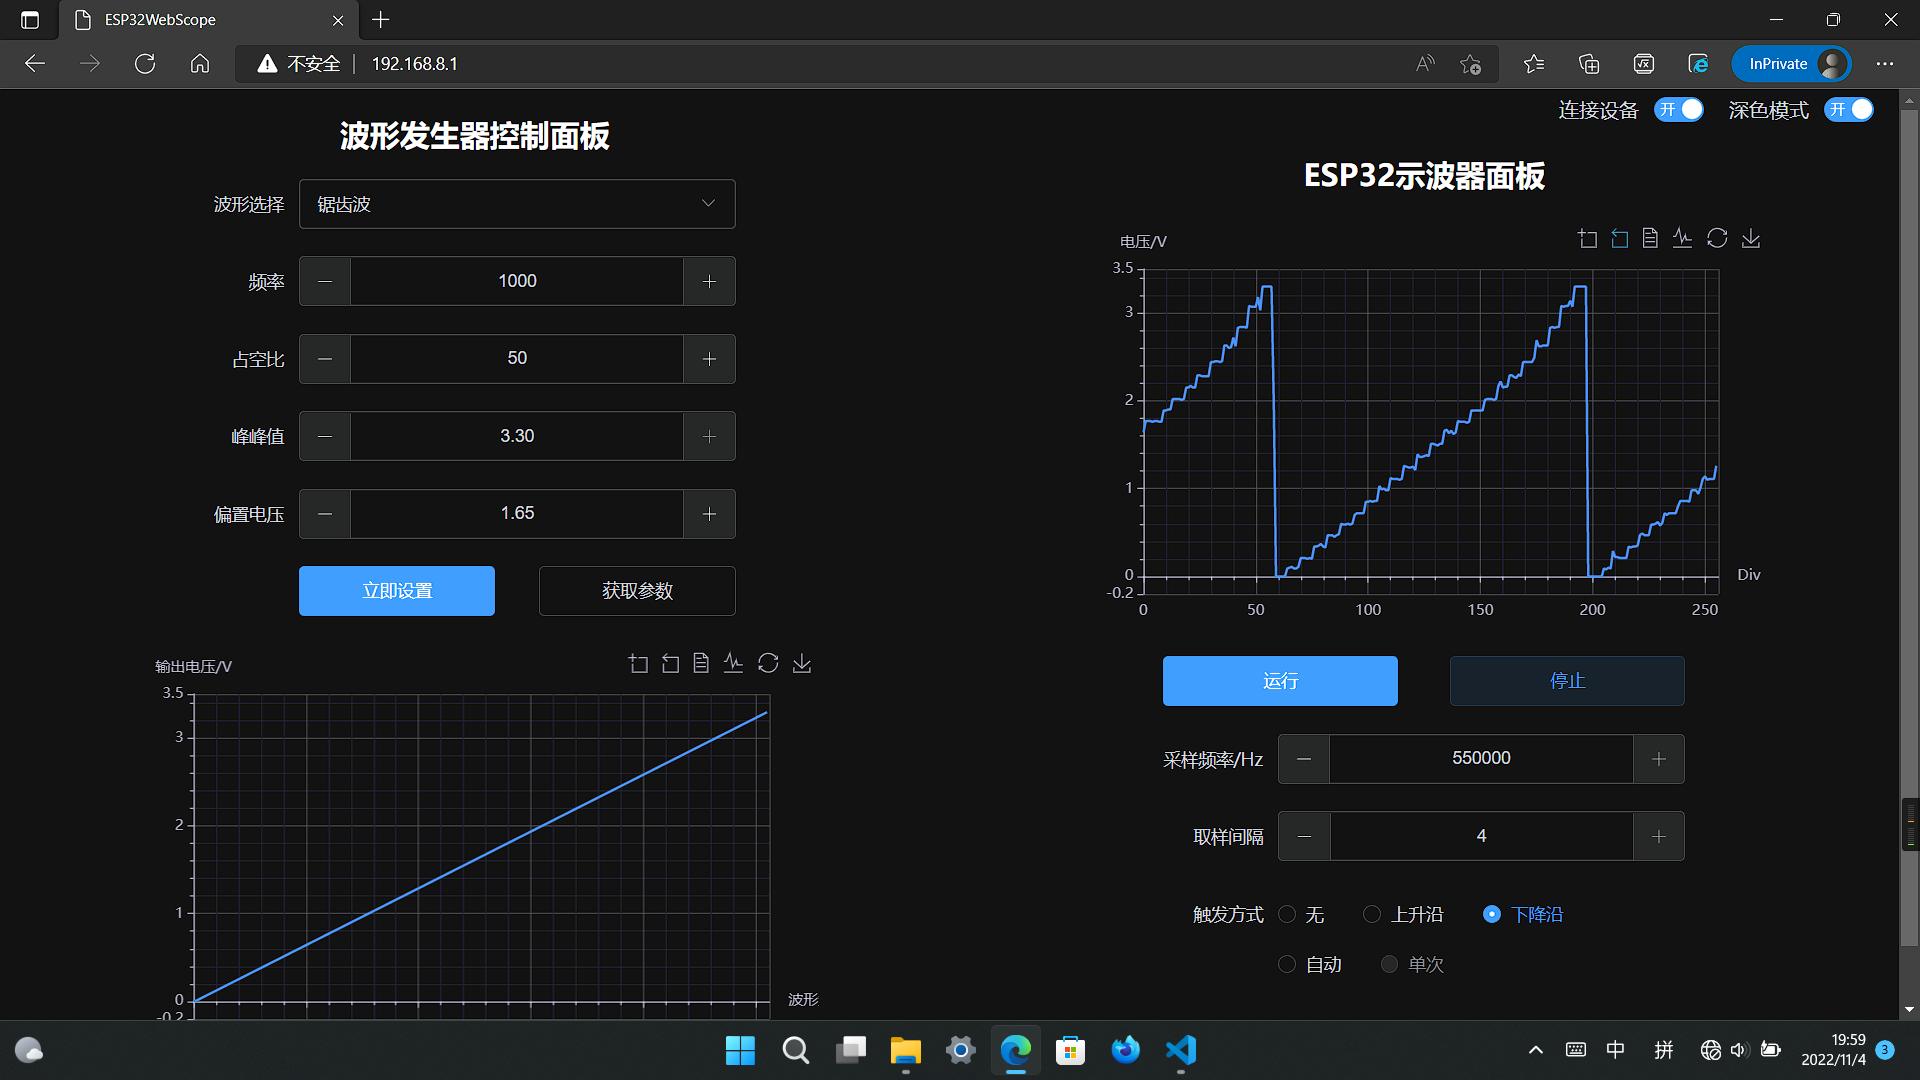 ESP32WebScope
不安全
192.168.8.1
InPrivate
连接设备 开 深色模式 开
波形发生器控制面板
波形选择 锯齿波
频率 1000
占空比 50
峰峰值 3.30
偏置电压 1.65
立即设置 获取参数
输出电压/V
3.5
3
2
1
0
-0.2
波形
ESP32示波器面板
电压/V
3.5
3
2
1
0
-0.2
Div
0 50 100 150 200 250
运行 停止
采样频率/Hz 550000
取样间隔 4
触发方式 无 上升沿 下降沿
自动 单次
中 拼
19:59
2022/11/4
3